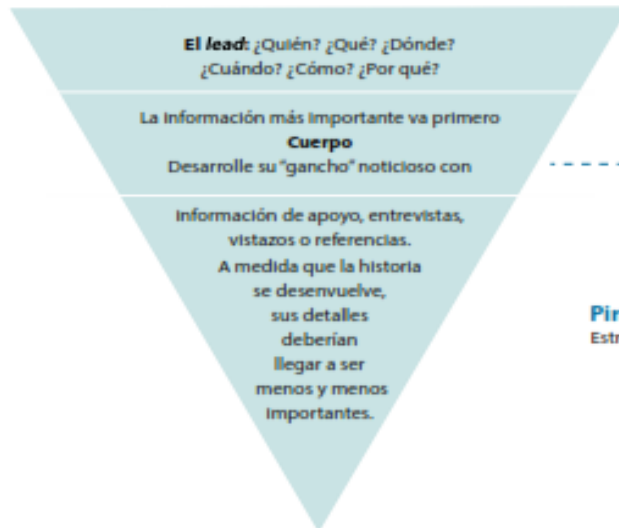 El lead: ¿Quién? ¿Qué? ¿Dónde?
¿Cuándo? ¿Cómo? ¿Por qué?
La información más importante va primero
Cuerpo
Desarrolle su "gancho" noticioso con
información de apoyo, entrevistas,
vistazos o referencias.
A medida que la historia
se desenvuelve,
sus detalles
deberían
llegar a ser
menos y menos
importantes.
Pir
Estr